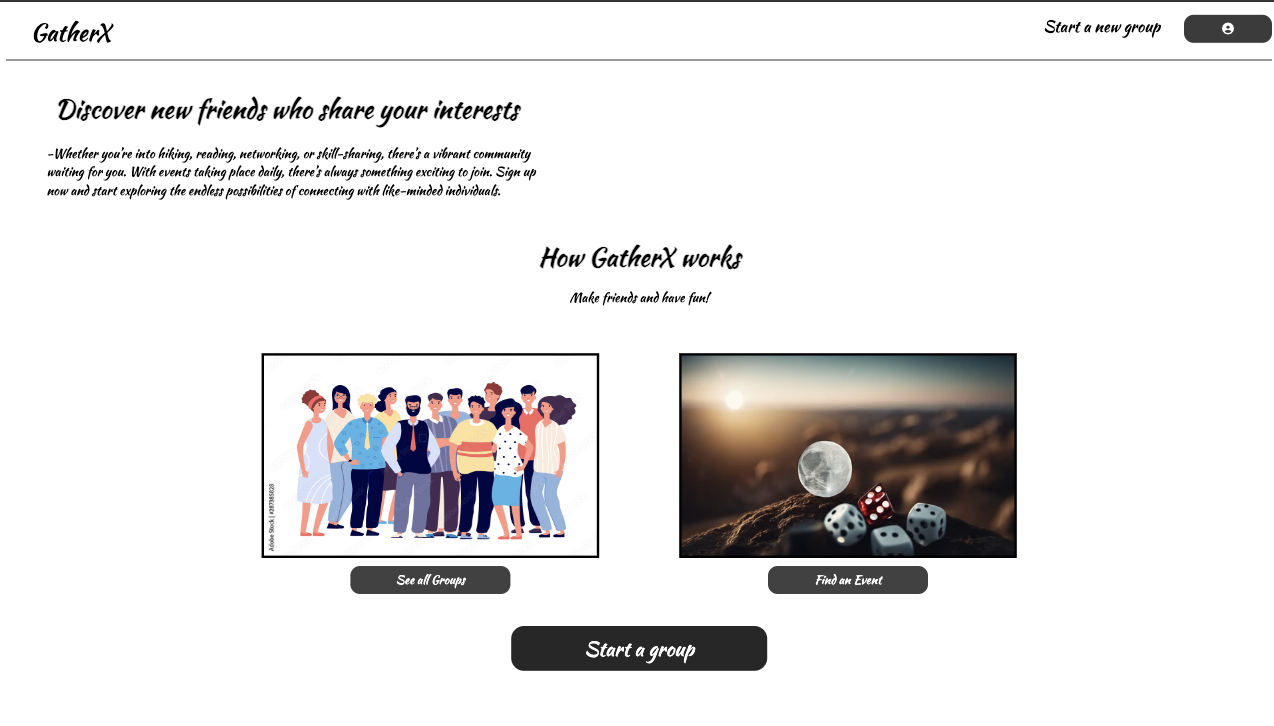 GatherX
Start a new group
Discover new friends who share your interests
-Whether you're into hiking, reading, networking, or skill-sharing, there's a vibrant community
waiting for you. With events taking place daily, there's always something exciting to join. Sign up
now and start exploring the endless possibilities of connecting with like-minded individuals.
How GatherX works
Make friends and have fun!
Adobe Stock | #287385828
See all Groups
Find an Event
Start a group